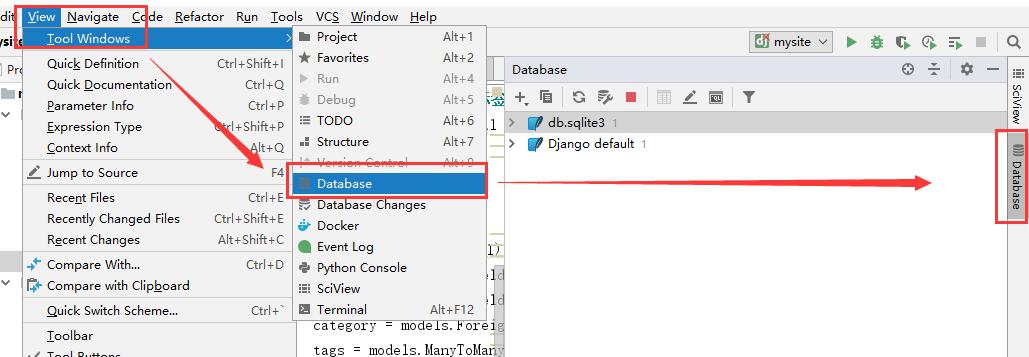 dit View Navigate Code Refactor Run Tools VCS Window Help
mysite
Tool Windows
Quick Definition Ctrl+Shift+I
Quick Documentation Ctrl+Q
Parameter Info Ctrl+P
Expression Type Ctrl+Shift+P
Context Info Alt+Q
Jump to Source F4
Recent Files Ctrl+E
Recently Changed Files Ctrl+Shift+E
Recent Changes Alt+Shift+C
Compare With... Ctrl+D
Compare with Clipboard
Quick Switch Scheme... Ctrl+`
Toolbar
Tool Buttons
Project Alt+1
Favorites Alt+2
Run Alt+4
Debug Alt+5
TODO Alt+6
Structure Alt+7
Version Control Alt+9
Database
Database Changes
Docker
Event Log
Python Console
SciView
Terminal Alt+F12
category = models.Foreig
tags = models.ManyToMany
Database
db.sqlite3 1
Django default 1
SciView
Database